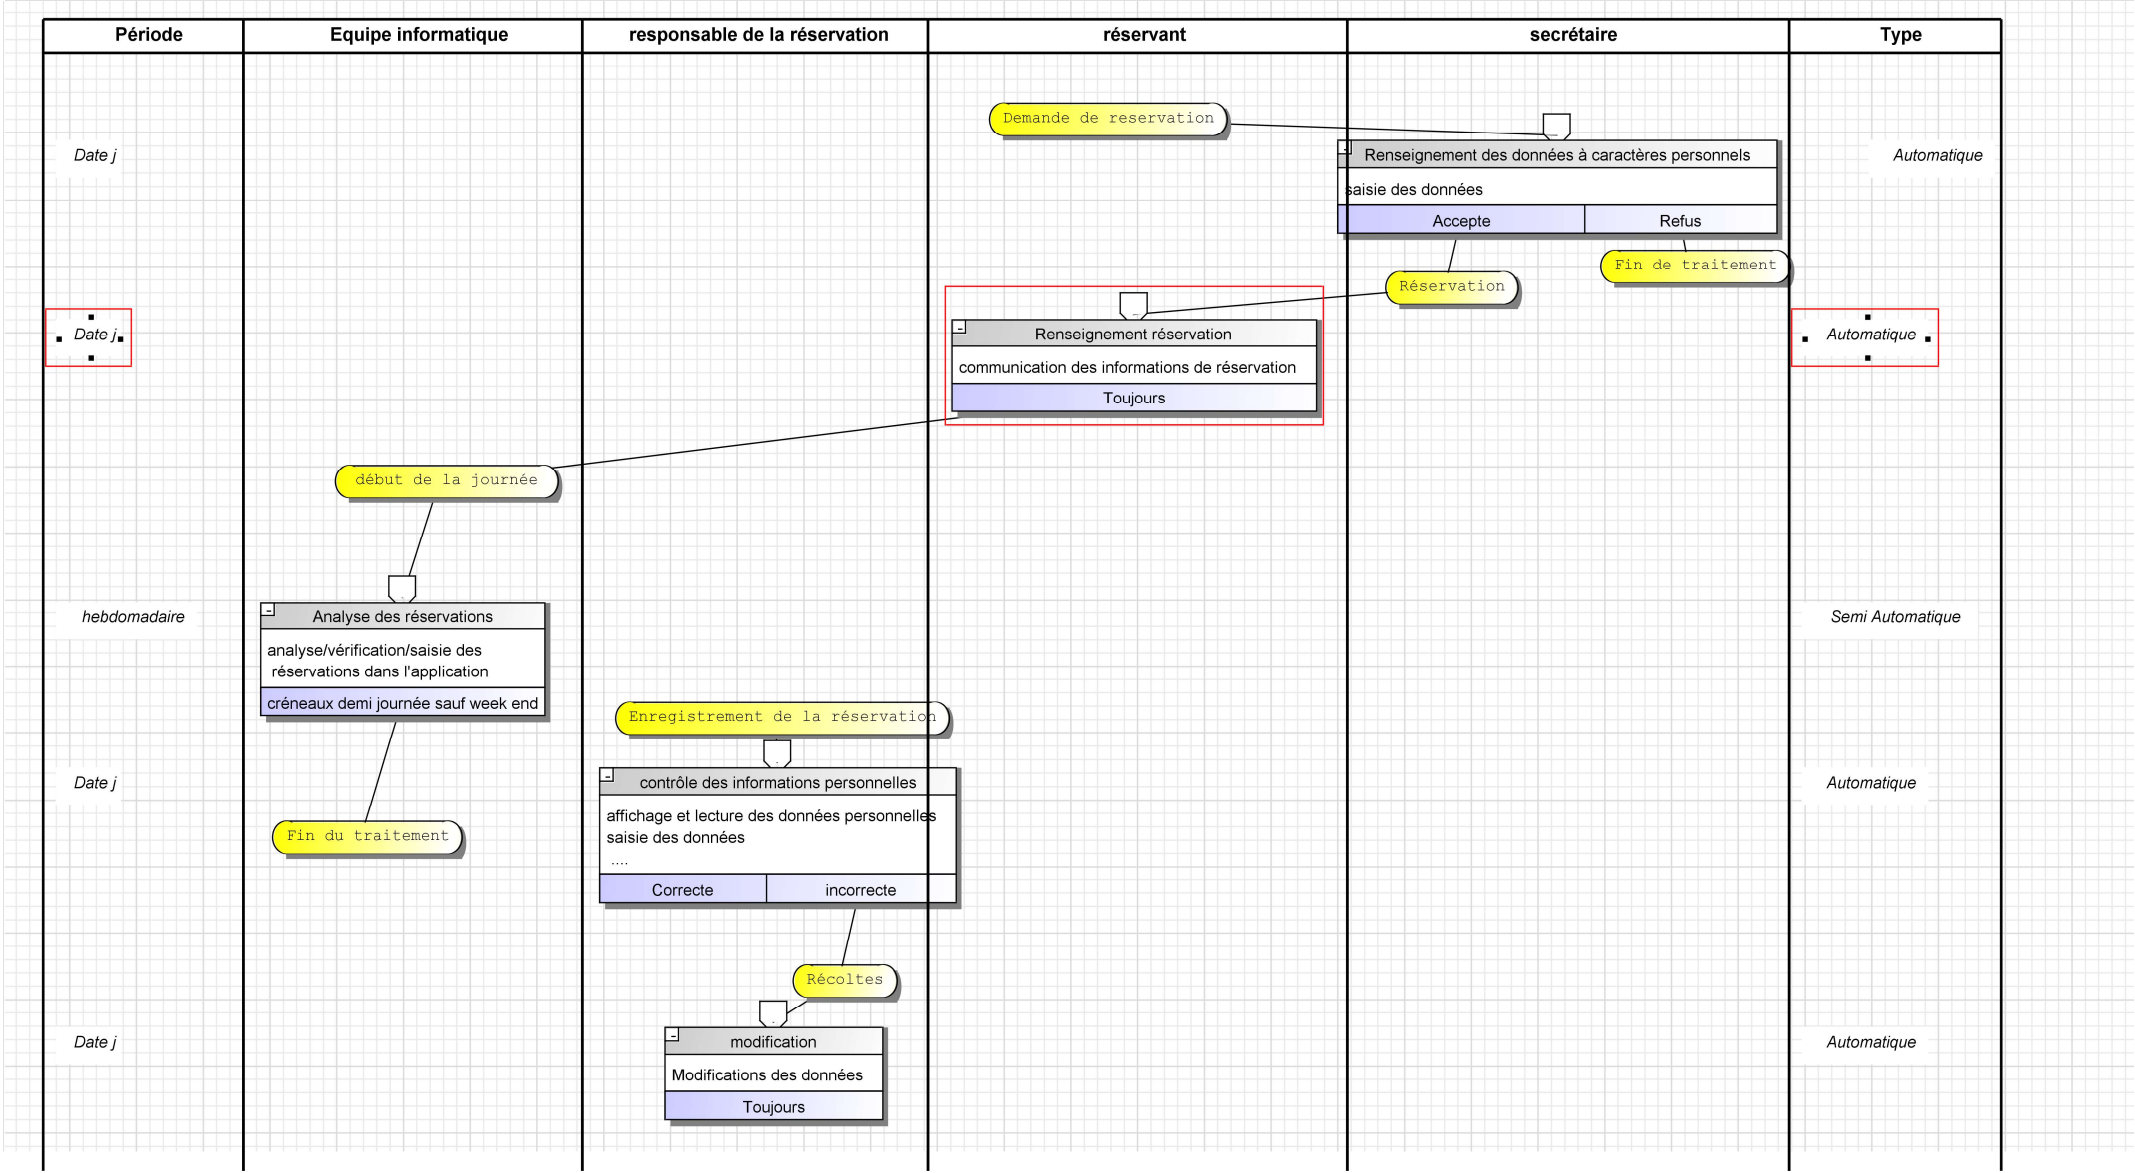 Période
Equipe informatique
responsable de la réservation
réservant
secrétaire
Type
Demande de reservation
Date j
Renseignement des données à caractères personnels
Automatique
saisie des données
Accepte
Refus
Fin de traitement
Réservation
Date j
Renseignement réservation
Automatique
communication des informations de réservation
Toujours
début de la journée
hebdomadaire
Analyse des réservations
Semi Automatique
analyse/vérification/saisie des
réservations dans l'application
créneaux demi journée sauf week end
Enregistrement de la réservation
Date j
contrôle des informations personnelles
Automatique
affichage et lecture des données personnelles
saisie des données
....
Fin du traitement
Correcte
incorrecte
Récoltes
Date j
modification
Automatique
Modifications des données
Toujours